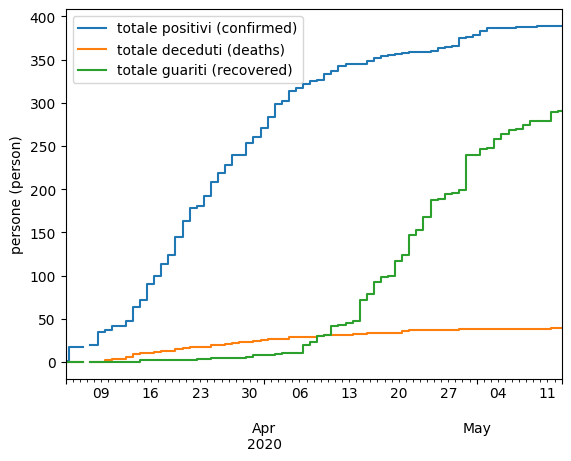 totale positivi (confirmed)
totale deceduti (deaths)
totale guariti (recovered)
persone (person)
400
350
300
250
200
150
100
50
0
09 16 23 30 06 13 20 27 04 11
Apr May
2020